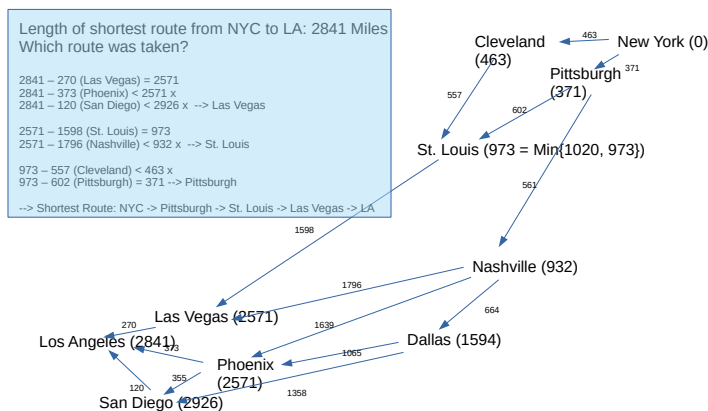 Length of shortest route from NYC to LA: 2841 Miles
Which route was taken?
2841 – 270 (Las Vegas) = 2571
2841 – 373 (Phoenix) < 2571 x
2841 – 120 (San Diego) < 2926 x --> Las Vegas
2571 – 1598 (St. Louis) = 973
2571 – 1796 (Nashville) < 932 x --> St. Louis
973 – 557 (Cleveland) < 463 x
973 – 602 (Pittsburgh) = 371 --> Pittsburgh
--> Shortest Route: NYC -> Pittsburgh -> St. Louis -> Las Vegas -> LA
Cleveland
(463)
463
New York (0)
Pittsburgh
(371)
371
557
602
St. Louis (973 = Min{1020, 973})
561
1598
Nashville (932)
1796
664
Las Vegas (2571)
270
1639
Los Angeles (2841)
373
Dallas (1594)
1065
Phoenix
(2571)
355
120
1358
San Diego (2926)